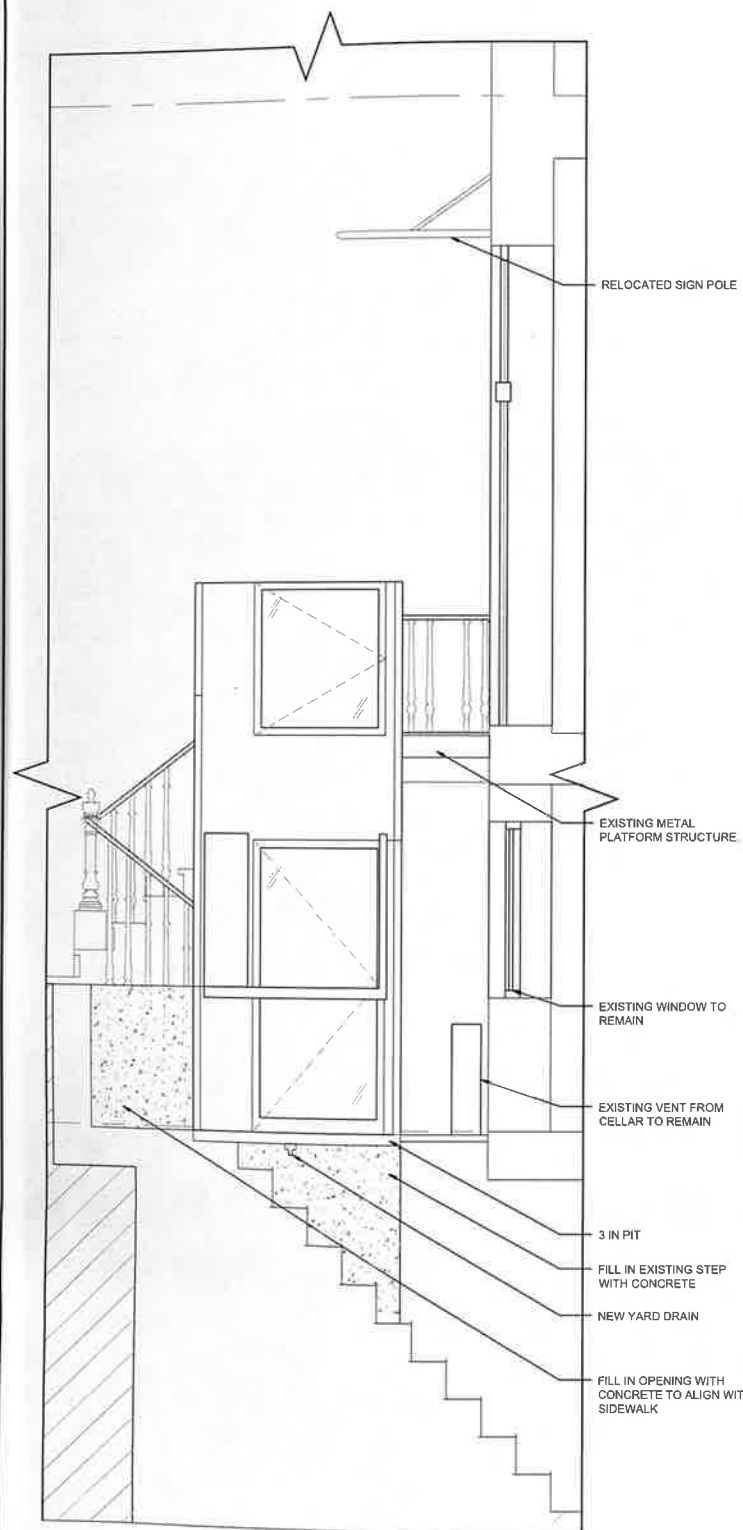 RELOCATED SIGN POLE
EXISTING METAL
PLATFORM STRUCTURE
EXISTING WINDOW TO
REMAIN
EXISTING VENT FROM
CELLAR TO REMAIN
3 IN PIT
FILL IN EXISTING STEP
WITH CONCRETE
NEW YARD DRAIN
FILL IN OPENING WITH
CONCRETE TO ALIGN WIT
SIDEWALK